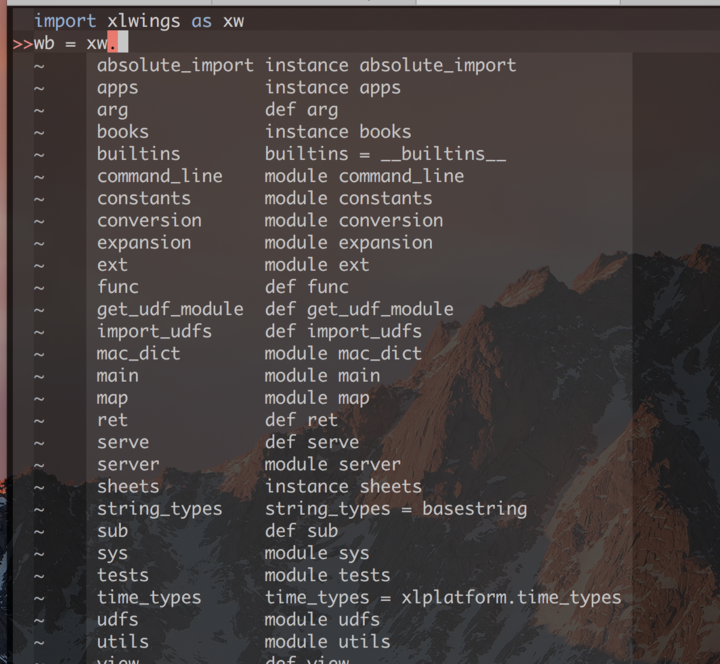 import xlwings as xw
>>wb = xw.
~ absolute_import instance absolute_import
~ apps instance apps
~ arg def arg
~ books instance books
~ builtins builtins = __builtins__
~ command_line module command_line
~ constants module constants
~ conversion module conversion
~ expansion module expansion
~ ext module ext
~ func def func
~ get_udf_module def get_udf_module
~ import_udfs def import_udfs
~ mac_dict module mac_dict
~ main module main
~ map module map
~ ret def ret
~ serve def serve
~ server module server
~ sheets instance sheets
~ string_types string_types = basestring
~ sub def sub
~ sys module sys
~ tests module tests
~ time_types time_types = xlplatform.time_types
~ udfs module udfs
~ utils module utils
~ view def view